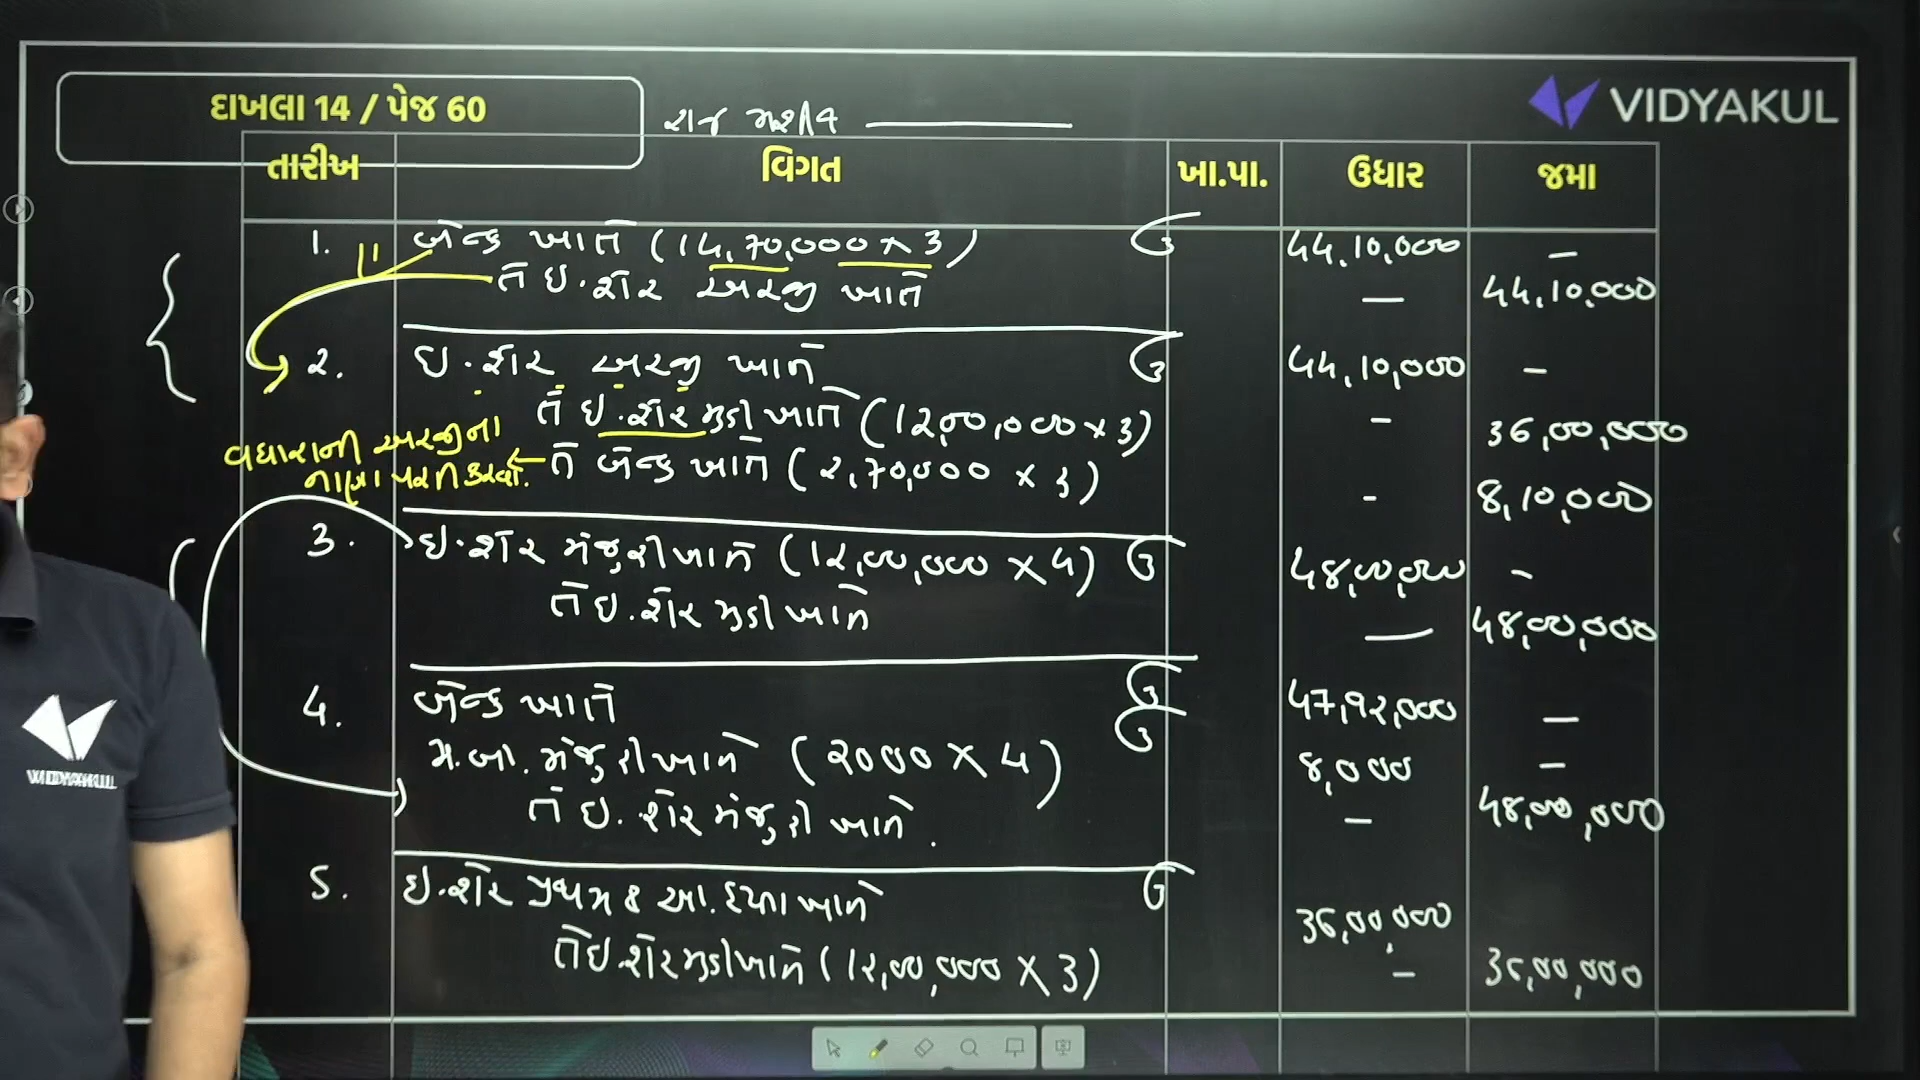 દાખલા 14 / પેજ 60
VIDYAKUL
તારીખ વિગત ખા.પા. ઉધાર જમા
1. બૅન્ક ખાતે (14,70,000 x 3) ઉ 44,10,000 –
તે ઇ.શૅર અરજી ખાતે – 44,10,000
2. ઇ.શૅર અરજી ખાતે ઉ 44,10,000 –
તે ઇ.શૅર મૂડી ખાતે (12,00,000 x 3) - 36,00,000
વધારાની અરજીના
તે બૅન્ક ખાતે (2,70,000 x 3) - 8,10,000
નાણા પરત કરવા.
3. ઇ.શૅર મંજૂરી ખાતે (12,00,000 x 4) ઉ 48,00,000 -
તે ઇ.શૅર મૂડી ખાતે – 48,00,000
4. બૅન્ક ખાતે ઉ 47,92,000 –
મ.બા. મંજૂરી ખાતે (2000 x 4) ઉ 8,000 –
તે ઇ. શૅર મંજૂરી ખાતે. – 48,00,000
5. ઇ.શૅર પ્રથમ & આ. હપ્તા ખાતે ઉ 36,00,000
તે ઇ.શૅર મૂડી ખાતે (12,00,000 x 3) – 36,00,000
VIDYAKUL